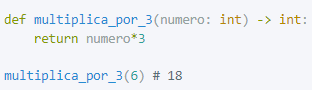 def multiplica_por_3(numero: int) -> int:
    return numero*3
multiplica_por_3(6) # 18